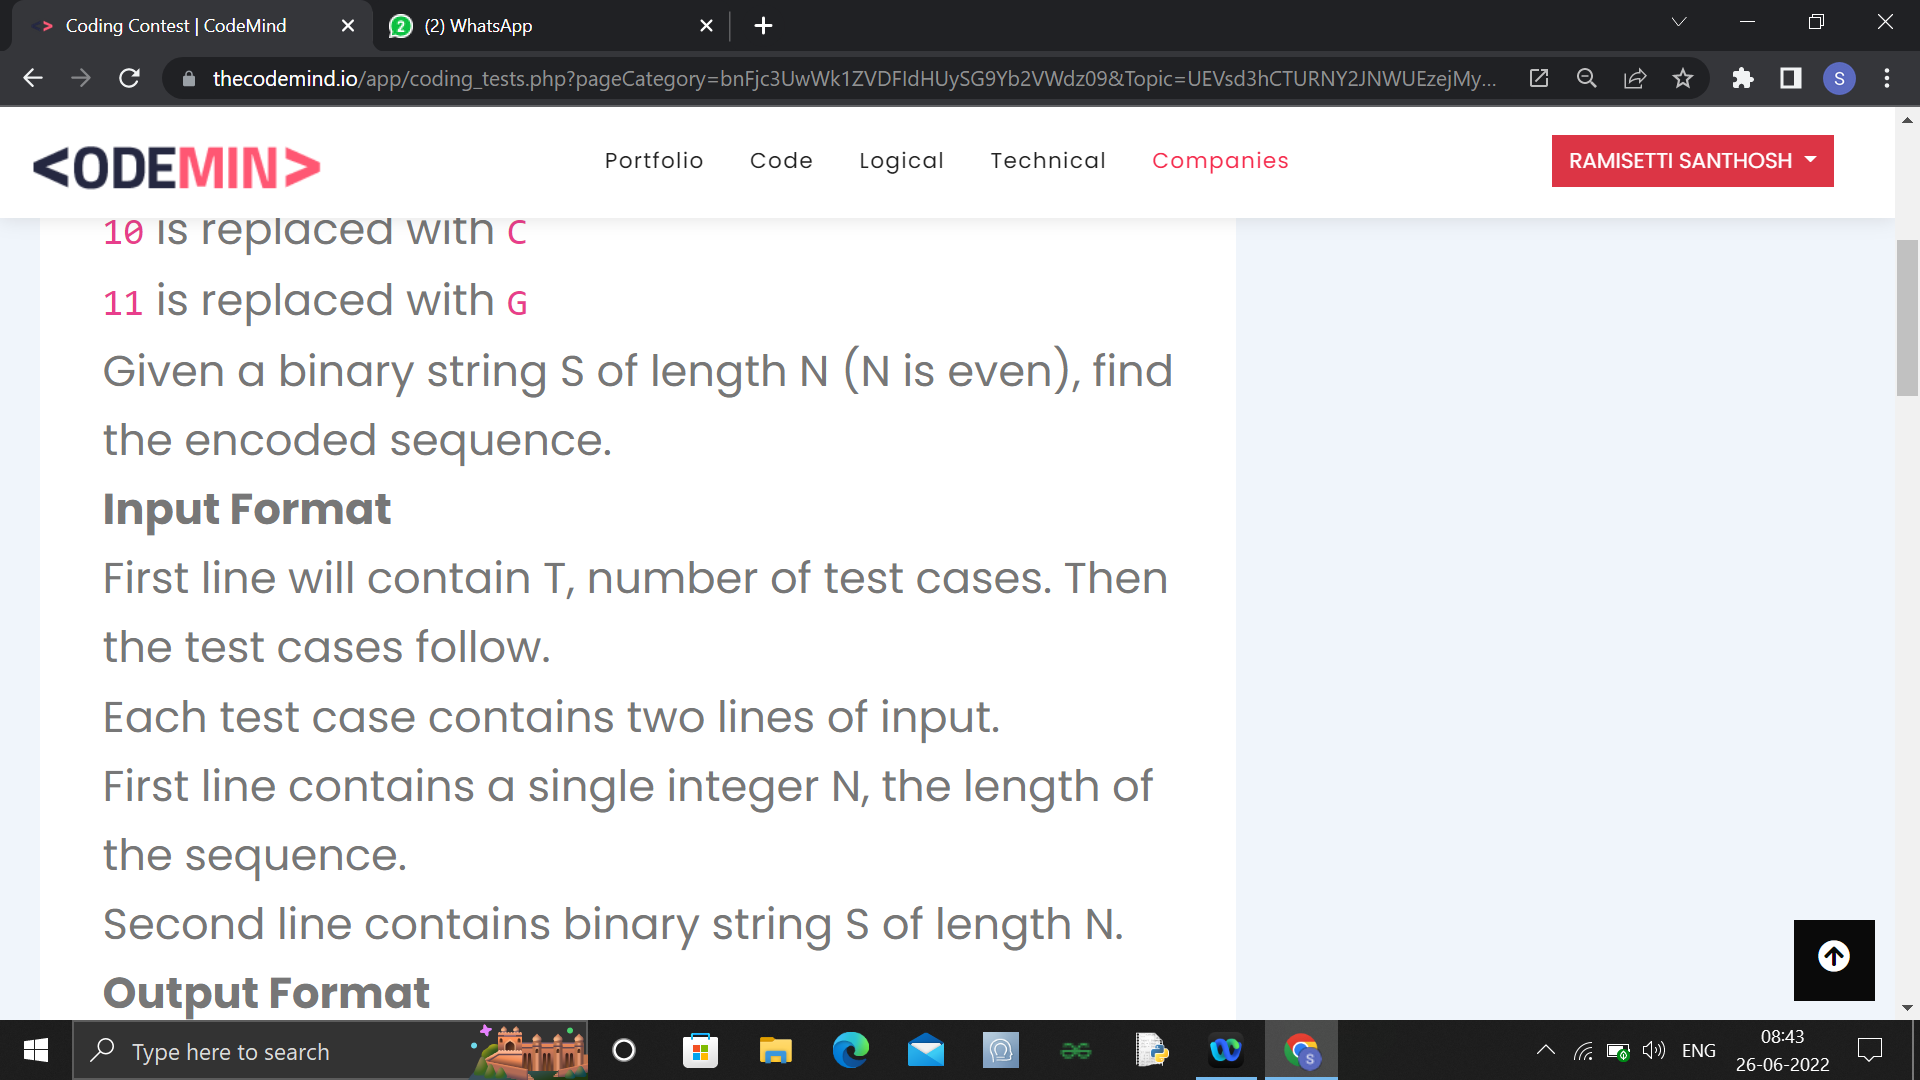 Coding Contest | CodeMind
(2) WhatsApp
thecodemind.io/app/coding_tests.php?pageCategory=bnFjc3UwWk1ZVDFIdHUySG9Yb2VWdz09&Topic=UEVsd3hCTURNY2JNWUEzejMy...
S
<ODEMIN>
Portfolio
Code
Logical
Technical
Companies
RAMISETTI SANTHOSH
10 is replaced with C
11 is replaced with G
Given a binary string S of length N (N is even), find
the encoded sequence.
Input Format
First line will contain T, number of test cases. Then
the test cases follow.
Each test case contains two lines of input.
First line contains a single integer N, the length of
the sequence.
Second line contains binary string S of length N.
Output Format
Type here to search
ENG
08:43
26-06-2022